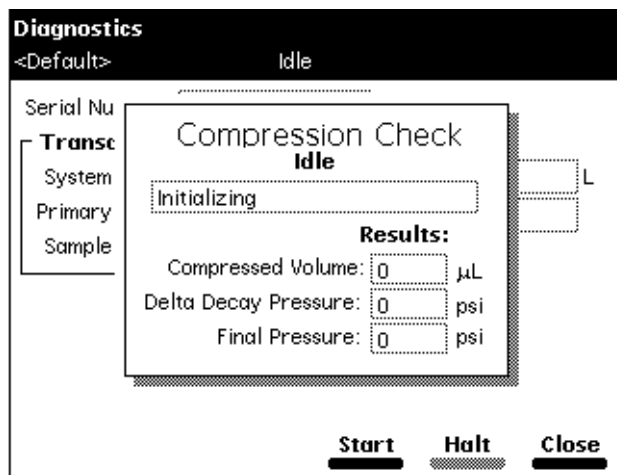 Diagnostics
<Default> Idle
Serial Nu
Transc
System L
Primary
Sample
Compression Check
Idle
Initializing
Results:
Compressed Volume: 0 µL
Delta Decay Pressure: 0 psi
Final Pressure: 0 psi
Start Halt Close